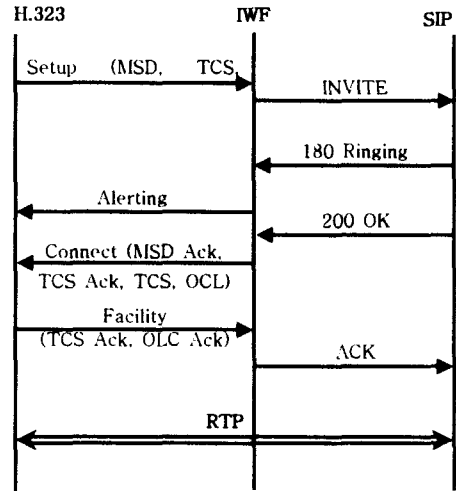 H.323 IWF SIP
Setup (MSD, TCS,
INVITE
180 Ringing
Alerting
200 OK
Connect (MSD Ack,
TCS Ack, TCS, OCL)
Facility
(TCS Ack, OLC Ack)
ACK
RTP